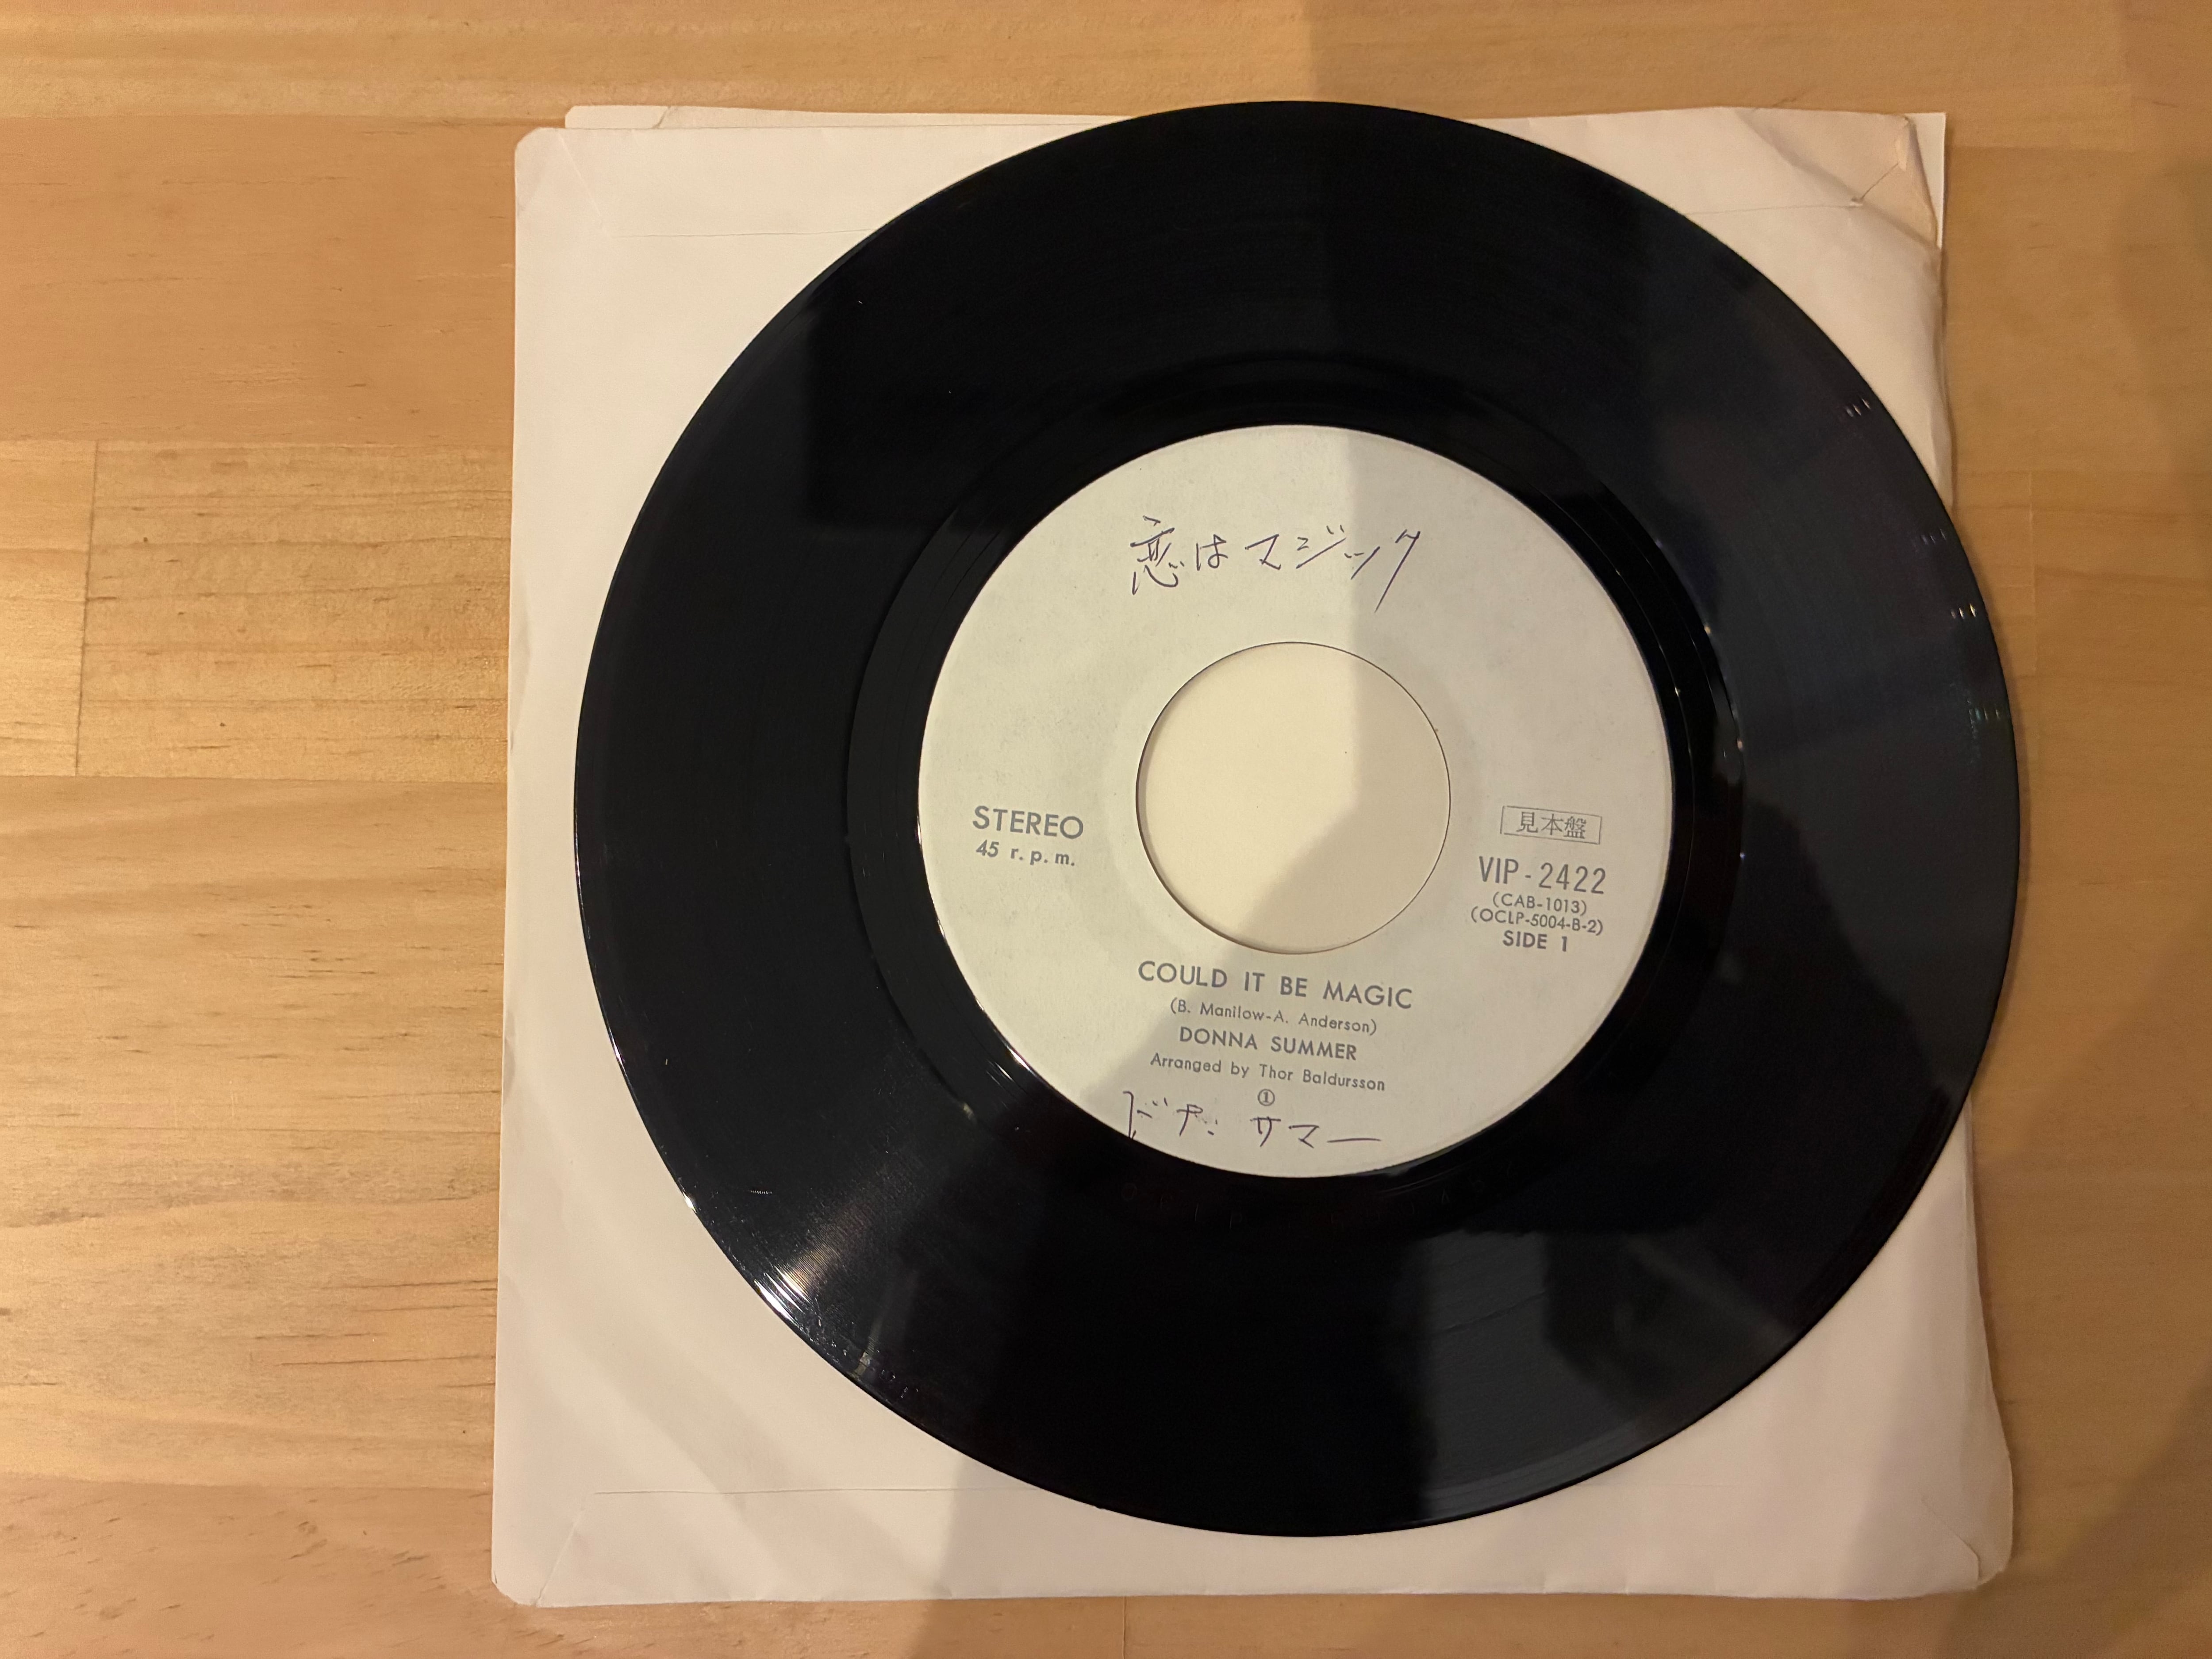 恋はマジック
STEREO
45 r.p.m.
見本盤
VIP-2422
(CAB-1013)
(OCLP-5004-B-2)
SIDE 1
COULD IT BE MAGIC
(B. Manilow-A. Anderson)
DONNA SUMMER
Arranged by Thor Baldursson
①
ドナ・サマー